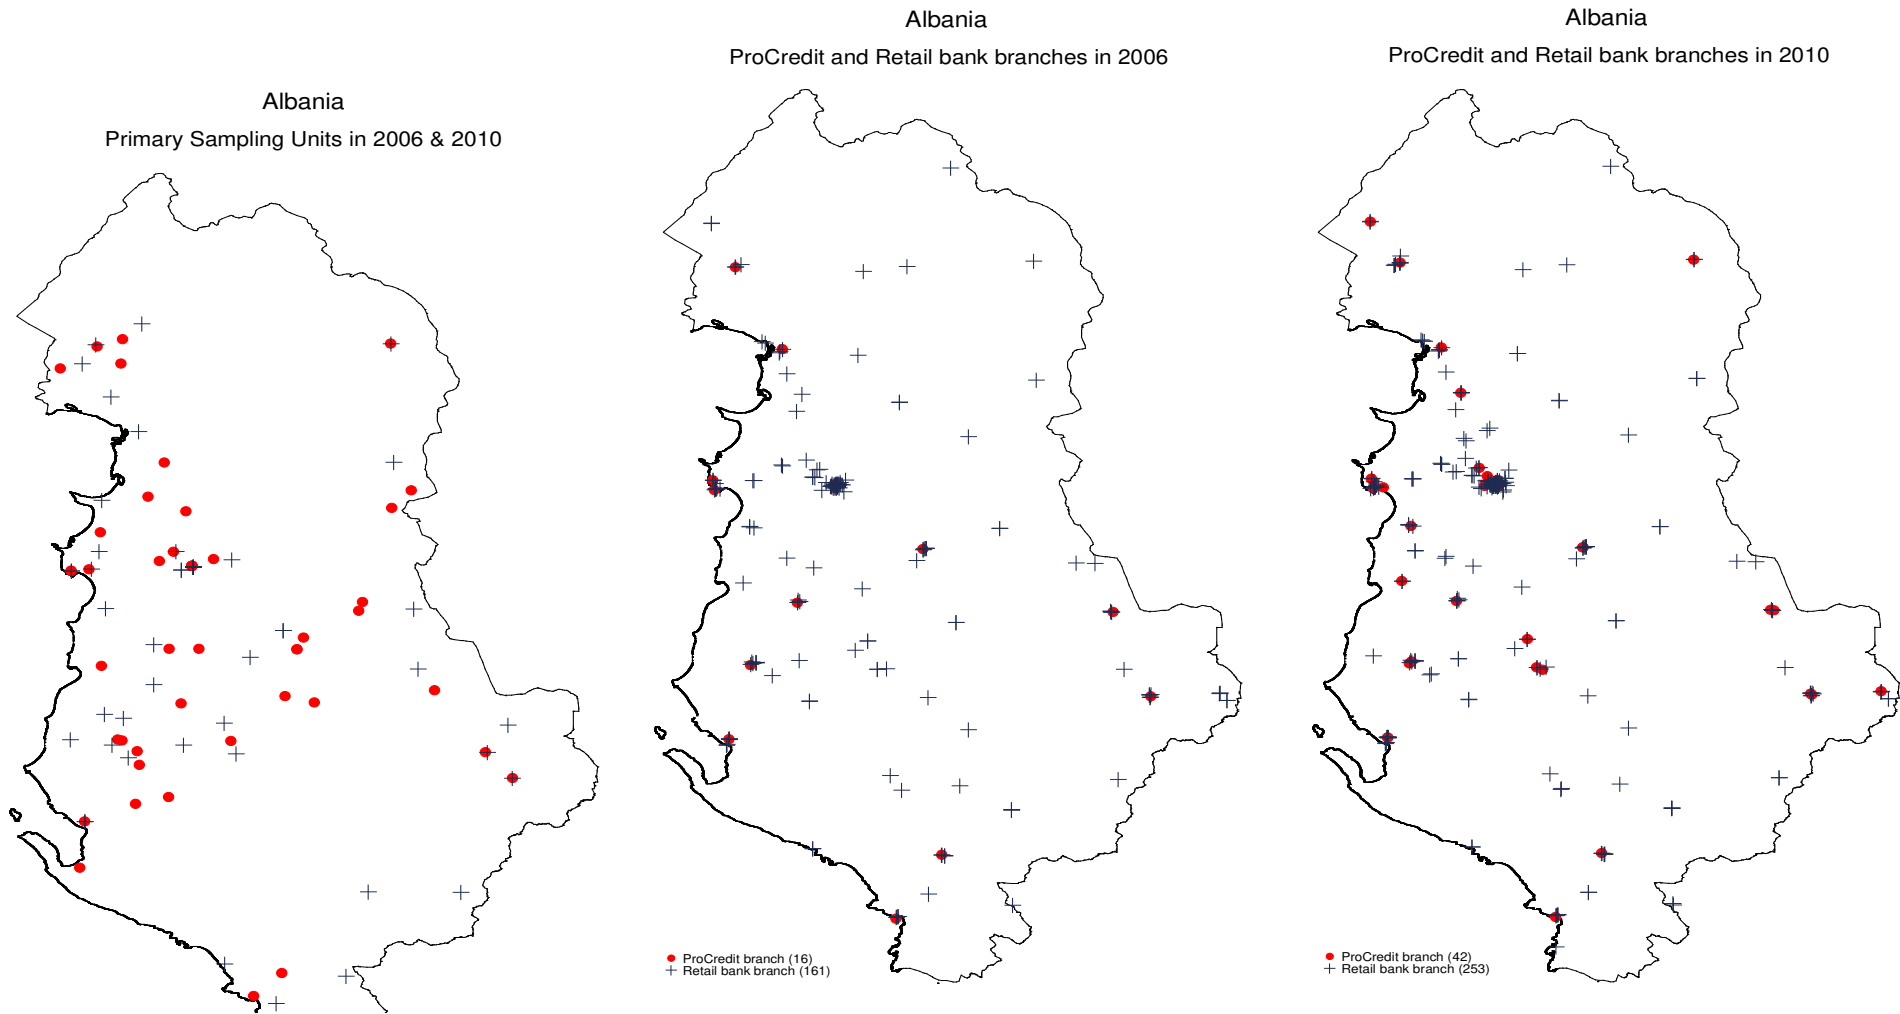 Albania
Primary Sampling Units in 2006 & 2010
Albania
ProCredit and Retail bank branches in 2006
ProCredit branch (16)
Retail bank branch (161)
Albania
ProCredit and Retail bank branches in 2010
ProCredit branch (42)
Retail bank branch (253)